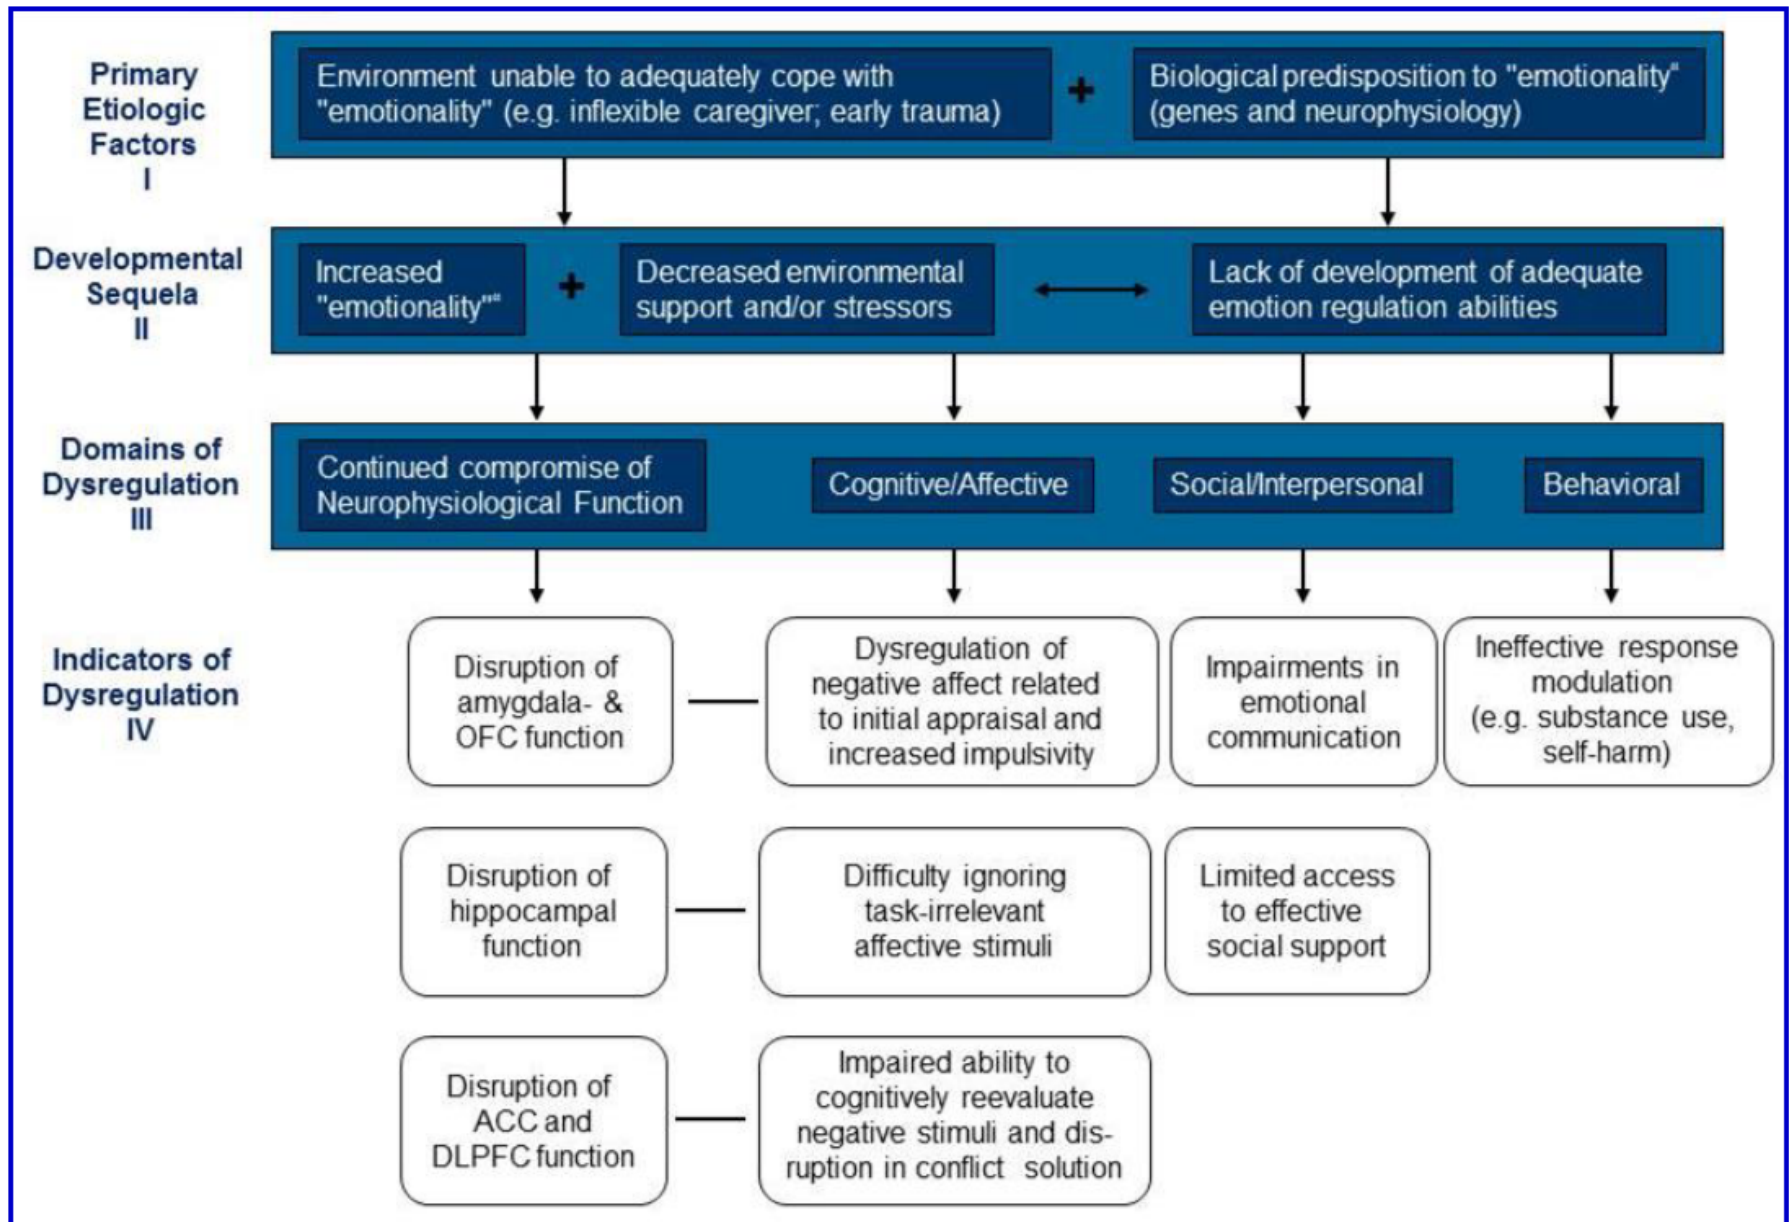 Primary
Etiologic
Factors
I
Environment unable to adequately cope with
"emotionality" (e.g. inflexible caregiver; early trauma)
+
Biological predisposition to "emotionality“
(genes and neurophysiology)
Developmental
Sequela
II
Increased
"emotionality"“
+
Decreased environmental
support and/or stressors
Lack of development of adequate
emotion regulation abilities
Domains of
Dysregulation
III
Continued compromise of
Neurophysiological Function
Cognitive/Affective
Social/Interpersonal
Behavioral
Indicators of
Dysregulation
IV
Disruption of
amygdala- &
OFC function
Dysregulation of
negative affect related
to initial appraisal and
increased impulsivity
Impairments in
emotional
communication
Ineffective response
modulation
(e.g. substance use,
self-harm)
Disruption of
hippocampal
function
Difficulty ignoring
task-irrelevant
affective stimuli
Limited access
to effective
social support
Disruption of
ACC and
DLPFC function
Impaired ability to
cognitively reevaluate
negative stimuli and dis-
ruption in conflict solution